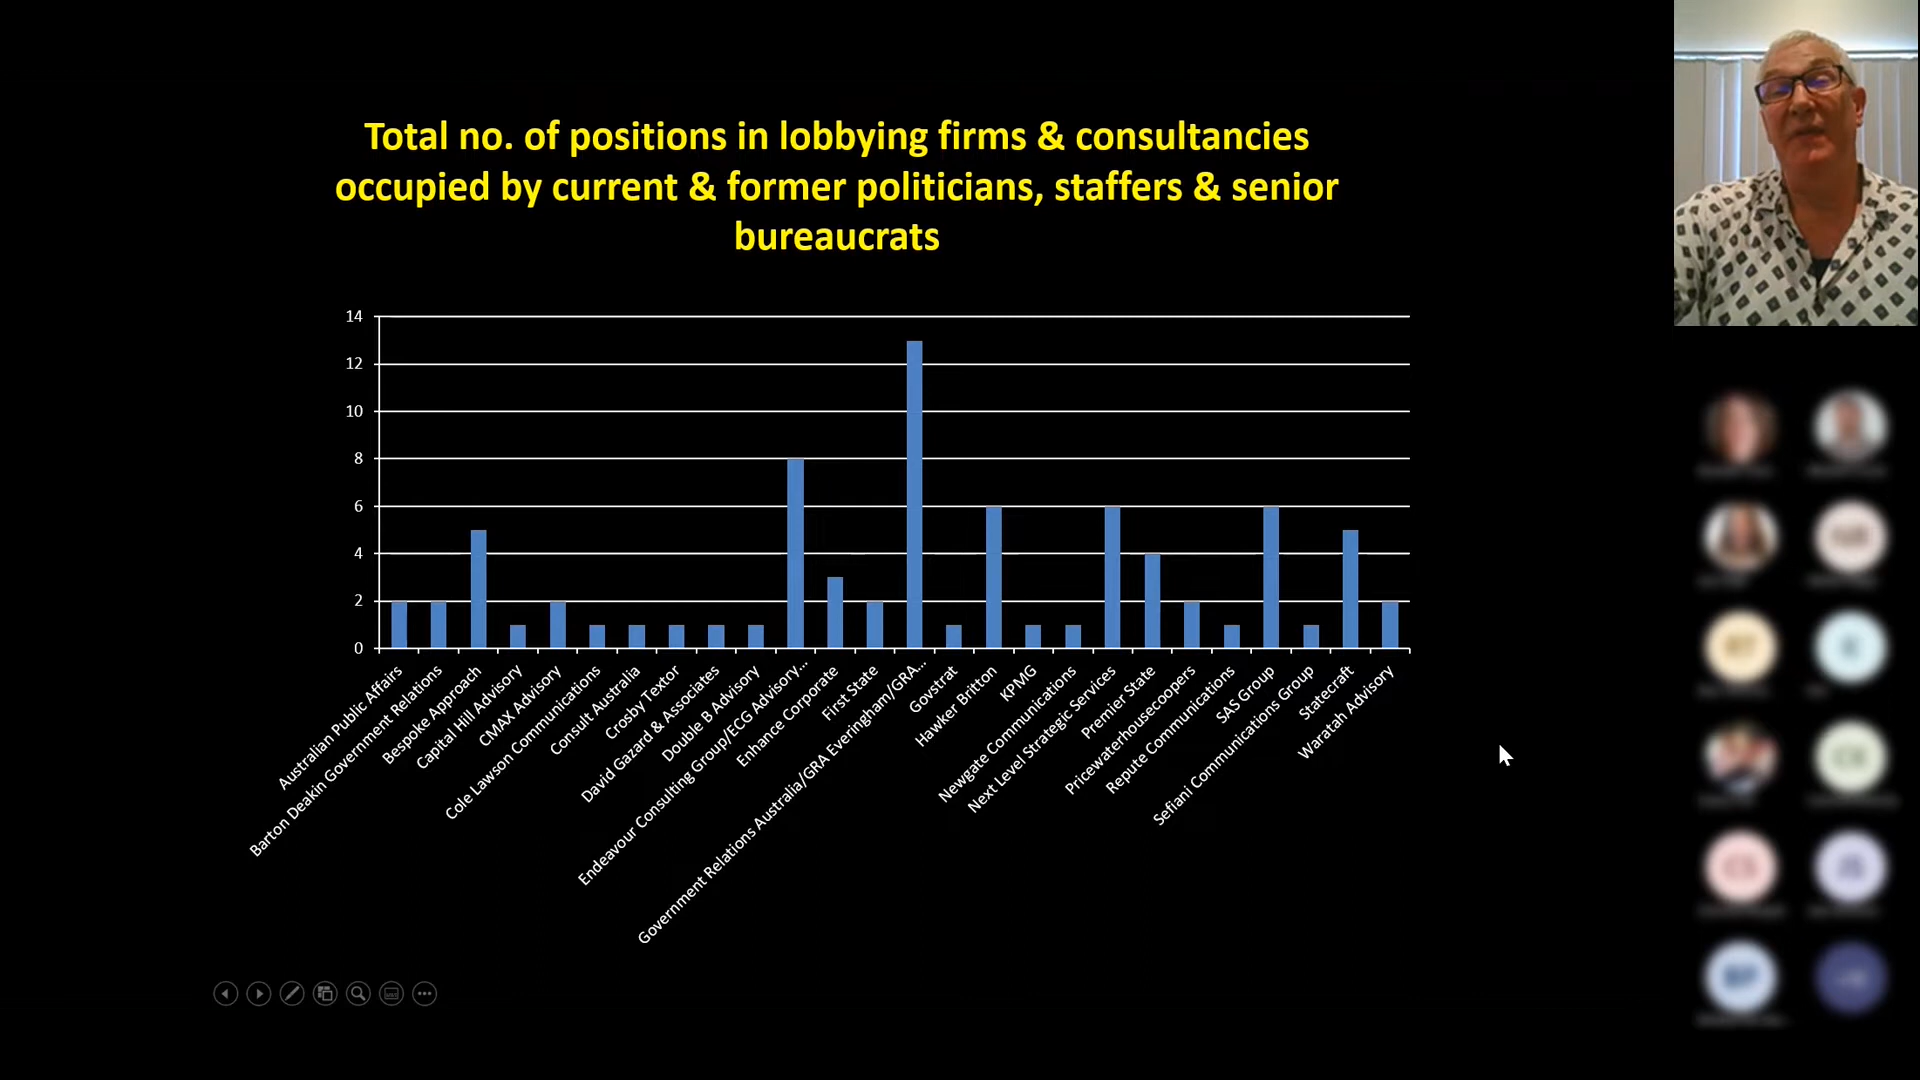 Total no. of positions in lobbying firms & consultancies
occupied by current & former politicians, staffers & senior
bureaucrats
14
12
10
8
6
4
2
0
Australian Public Affairs
Barton Deakin Government Relations
Bespoke Approach
Capital Hill Advisory
CMAX Advisory
Cole Lawson Communications
Consult Australia
Crosby Textor
David Gazard & Associates
Double B Advisory
Endeavour Consulting Group/ECG Advisory…
Enhance Corporate
First State
Government Relations Australia/GRA Everingham/GRA…
Govstrat
Hawker Britton
KPMG
Newgate Communications
Next Level Strategic Services
Premier State
Pricewaterhousecoopers
Repute Communications
SAS Group
Sefiani Communications Group
Statecraft
Waratah Advisory